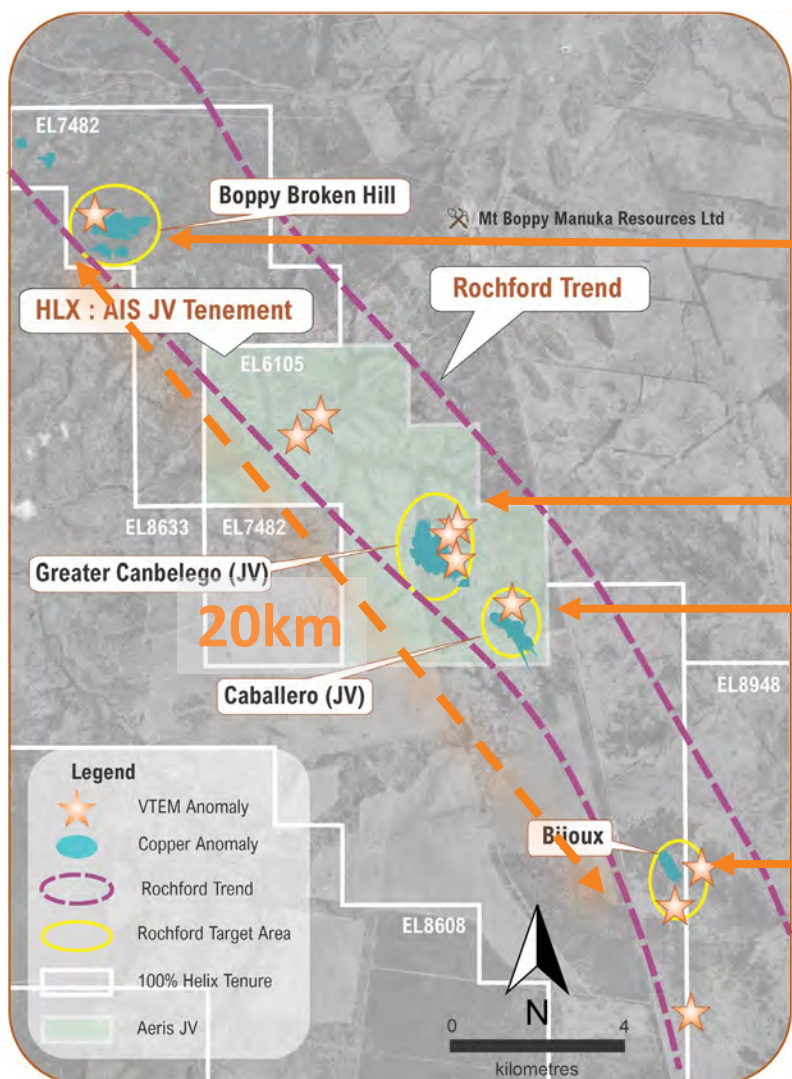 EL7482
Boppy Broken Hill
Mt Boppy Manuka Resources Ltd
Rochford Trend
HLX : AIS JV Tenement
EL6105
EL8633
EL7482
Greater Canbelego (JV)
20km
Caballero (JV)
EL8948
Legend
VTEM Anomaly
Copper Anomaly
Rochford Trend
Rochford Target Area
100% Helix Tenure
Aeris JV
Bijoux
EL8608
N
0 4
kilometres